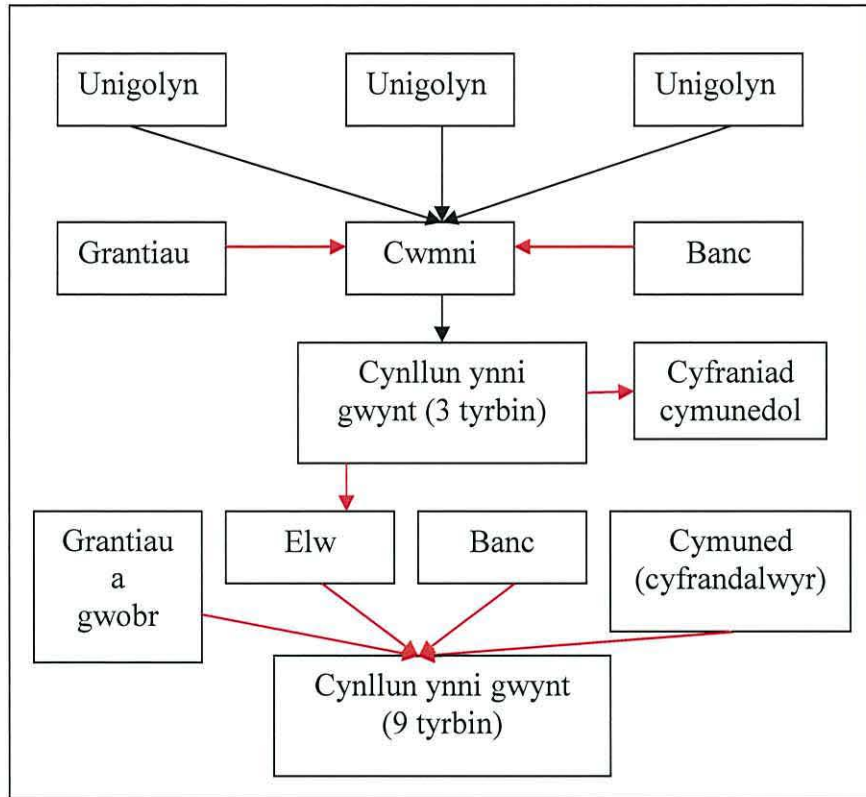 Unigolyn
Unigolyn
Unigolyn
Grantiau
Cwmni
Banc
Cynllun ynni
gwynt (3 tyrbin)
Cyfraniad
cymunedol
Grantiau
a
gwobr
Elw
Banc
Cymuned
(cyfrandalwyr)
Cynllun ynni gwynt
(9 tyrbin)